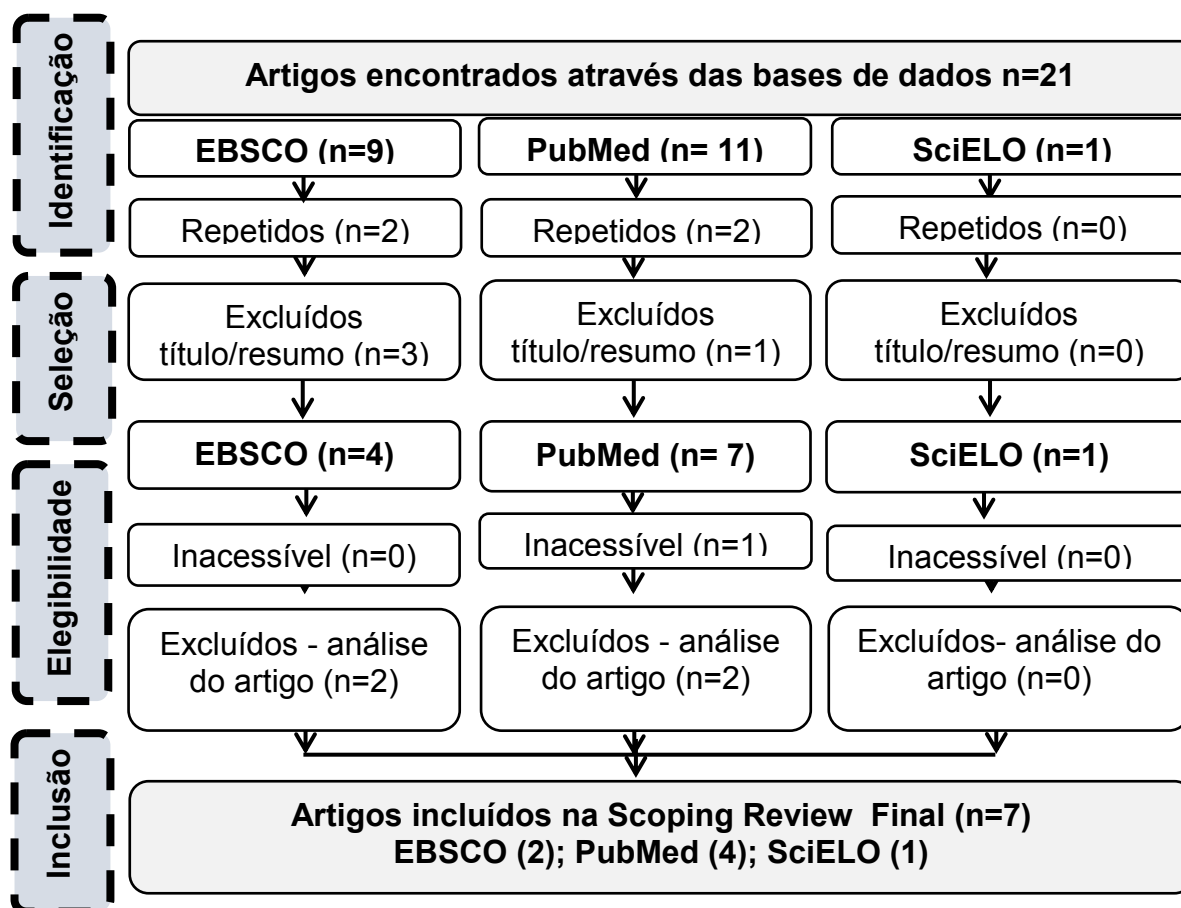 Identificação
Artigos encontrados através das bases de dados n=21
EBSCO (n=9)
PubMed (n= 11)
SciELO (n=1)
Repetidos (n=2)
Repetidos (n=2)
Repetidos (n=0)
Seleção
Excluídos
título/resumo (n=3)
Excluídos
título/resumo (n=1)
Excluídos
título/resumo (n=0)
Elegibilidade
EBSCO (n=4)
PubMed (n= 7)
SciELO (n=1)
Inacessível (n=0)
Inacessível (n=1)
Inacessível (n=0)
Excluídos - análise
do artigo (n=2)
Excluídos - análise
do artigo (n=2)
Excluídos- análise do
artigo (n=0)
Inclusão
Artigos incluídos na Scoping Review Final (n=7)
EBSCO (2); PubMed (4); SciELO (1)